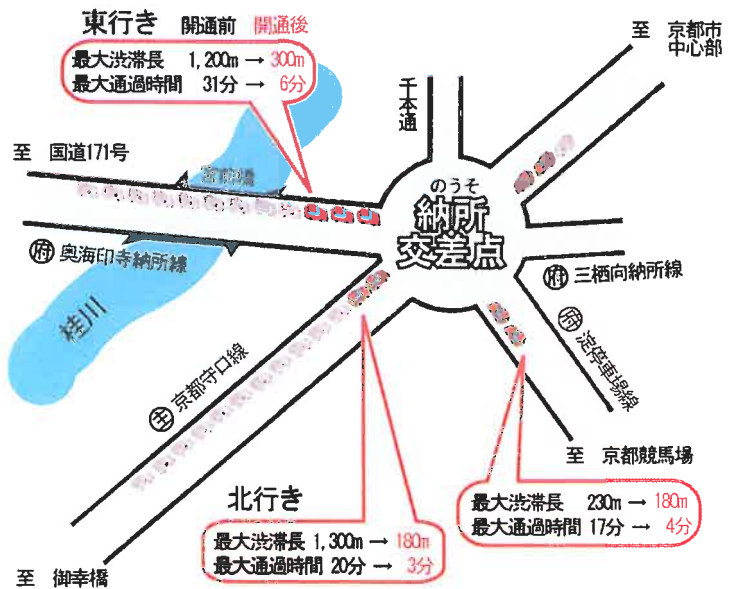 東行き 開通前 開通後
最大渋滞長 1,200m → 300m
最大通過時間 31分 → 6分
至 京都市
中心部
千本通
至 国道171号
宮前橋
のうそ
納所
交差点
府 奥海印寺納所線
府 三栖向納所線
桂川
府 淀停車場線
主 京都守口線
至 京都競馬場
北行き
最大渋滞長 230m → 180m
最大通過時間 17分 → 4分
最大渋滞長 1,300m → 180m
最大通過時間 20分 → 3分
至 御幸橋